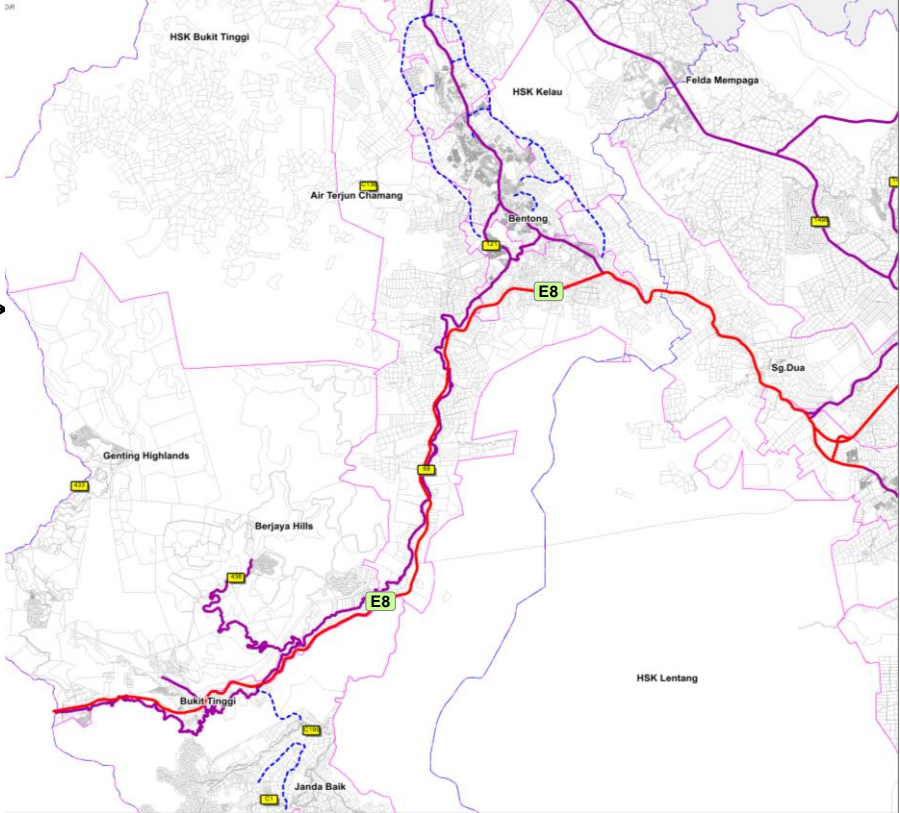 HSK Bukit Tinggi
Felda Mempaga
HSK Kelau
Air Terjun Chamang
Bentong
E8
Sg.Dua
Genting Highlands
68
Berjaya Hills
E8
HSK Lentang
Bukit Tinggi
Janda Baik
C1